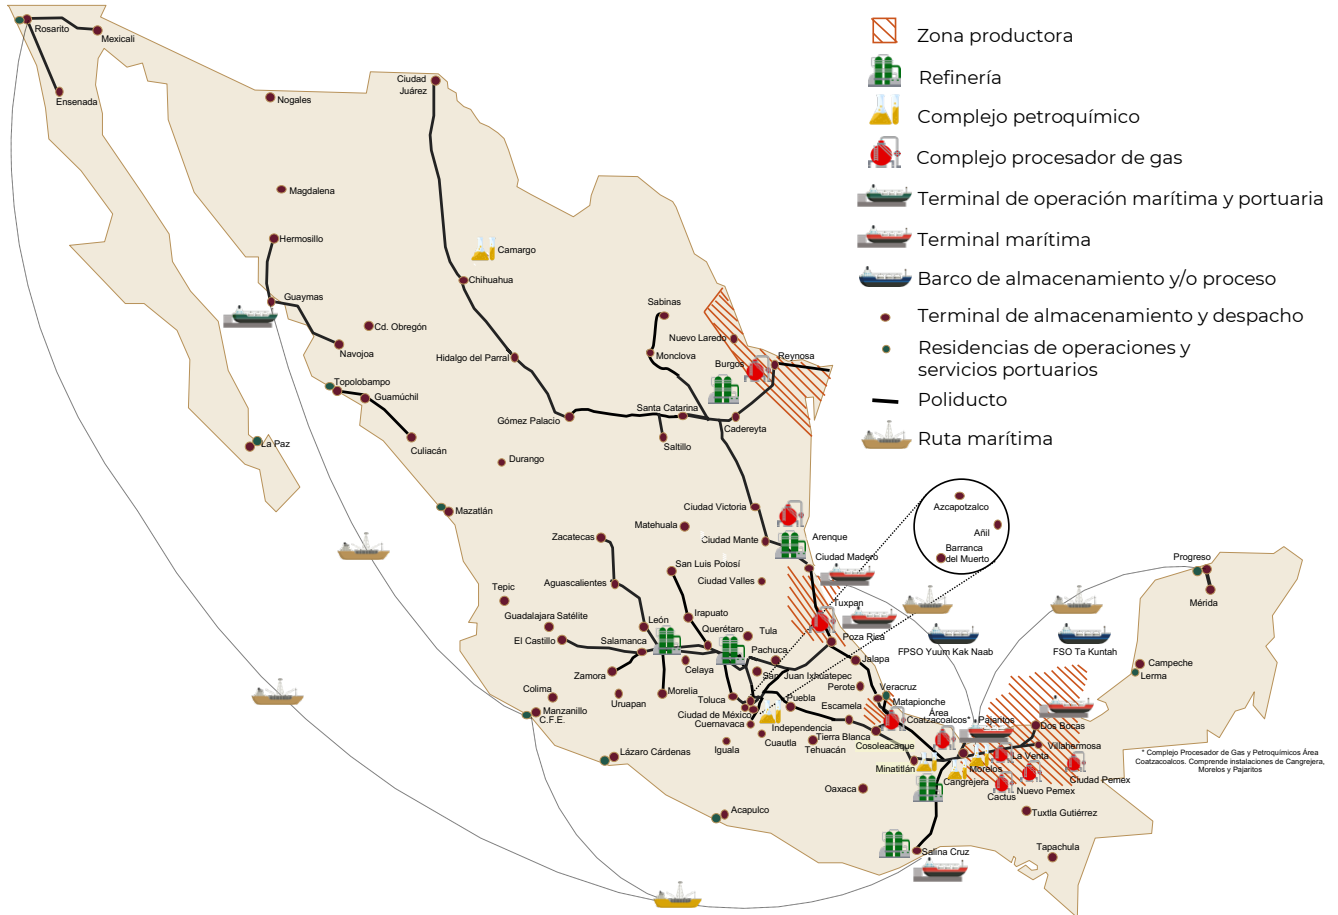 Zona productora
Refinería
Complejo petroquímico
Complejo procesador de gas
Terminal de operación marítima y portuaria
Terminal marítima
Barco de almacenamiento y/o proceso
Terminal de almacenamiento y despacho
Residencias de operaciones y
servicios portuarios
Poliducto
Ruta marítima
Rosarito
Mexicali
Ensenada
Nogales
Ciudad
Juárez
Magdalena
Hermosillo
Camargo
Chihuahua
Guaymas
Sabinas
Cd. Obregón
Nuevo Laredo
Navojoa
Hidalgo del Parral
Monclova
Burgos
Reynosa
Topolobampo
Guamúchil
Santa Catarina
Gómez Palacio
Cadereyta
La Paz
Culiacán
Saltillo
Durango
Mazatlán
Ciudad Victoria
Matehuala
Zacatecas
Ciudad Mante
Arenque
Ciudad Madero
Azcapotzalco
Añil
Barranca
del Muerto
San Luis Potosí
Ciudad Valles
Aguascalientes
Progreso
Mérida
Tepic
Tuxpan
Guadalajara Satélite
León
Irapuato
Querétaro
Tula
El Castillo
Salamanca
Poza Rica
Pachuca
Jalapa
FPSO Yuum Kak Naab
FSO Ta Kuntah
Celaya
San Juan Ixhuatepec
Campeche
Lerma
Zamora
Morelia
Perote
Veracruz
Matapionche
Colima
Uruapan
Toluca
Puebla
Escamela
Área
Coatzacoalcos*
Pajaritos
Manzanillo
C.F.E.
Ciudad de México
Cuernavaca
Independencia
Dos Bocas
Cuautla
Tierra Blanca
Tehuacán
Cosoleacaque
Villahermosa
Iguala
La Venta
Lázaro Cárdenas
Minatitlán
Morelos
Cangrejera
Ciudad Pemex
Nuevo Pemex
Cactus
Oaxaca
Acapulco
Tuxtla Gutiérrez
Salina Cruz
Tapachula
* Complejo Procesador de Gas y Petroquímicos Área
Coatzacoalcos. Comprende instalaciones de Cangrejera,
Morelos y Pajaritos